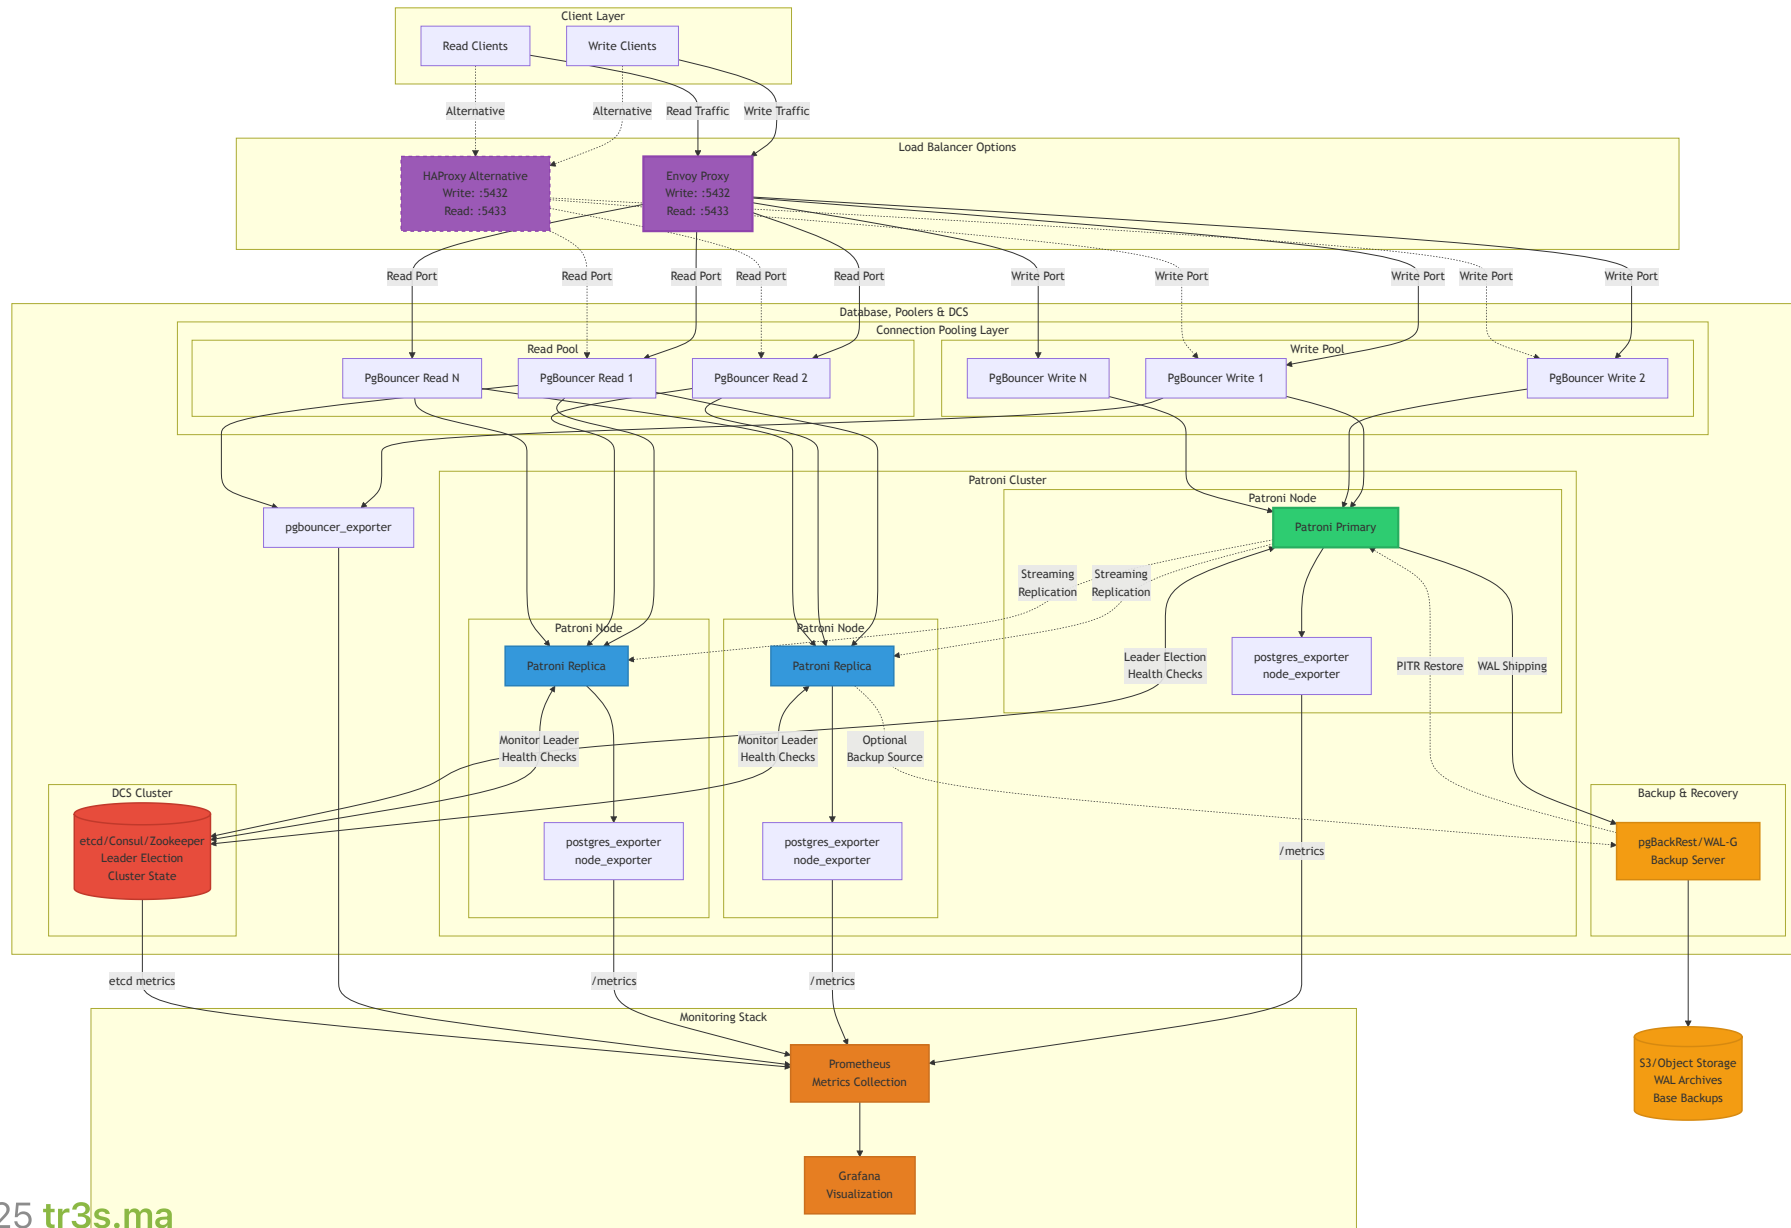 Client Layer
Read Clients
Write Clients
Alternative
Alternative
Read Traffic
Write Traffic
Load Balancer Options
HAProxy Alternative
Write: :5432
Read: :5433
Envoy Proxy
Write: :5432
Read: :5433
Read Port
Read Port
Read Port
Read Port
Read Port
Write Port
Write Port
Write Port
Write Port
Write Port
Database, Poolers & DCS
Connection Pooling Layer
Read Pool
Write Pool
PgBouncer Read N
PgBouncer Read 1
PgBouncer Read 2
PgBouncer Write N
PgBouncer Write 1
PgBouncer Write 2
Patroni Cluster
Patroni Node
pgbouncer_exporter
Patroni Primary
Streaming
Replication
Streaming
Replication
Patroni Node
Patroni Node
Patroni Replica
Patroni Replica
Leader Election
Health Checks
postgres_exporter
node_exporter
PITR Restore
WAL Shipping
Monitor Leader
Health Checks
Monitor Leader
Health Checks
Optional
Backup Source
DCS Cluster
etcd/Consul/Zookeeper
Leader Election
Cluster State
postgres_exporter
node_exporter
postgres_exporter
node_exporter
/metrics
Backup & Recovery
pgBackRest/WAL-G
Backup Server
etcd metrics
/metrics
/metrics
Monitoring Stack
Prometheus
Metrics Collection
S3/Object Storage
WAL Archives
Base Backups
Grafana
Visualization
25 tr3s.ma